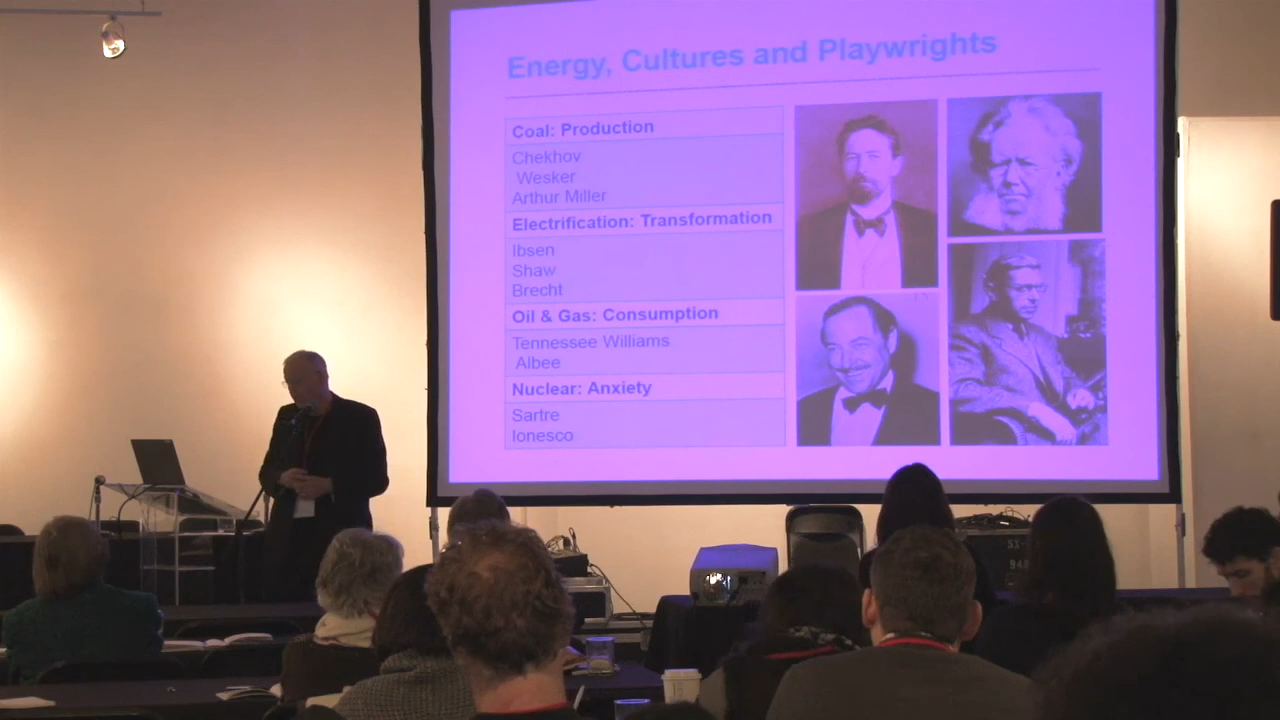 Energy, Cultures and Playwrights
Coal: Production
Chekhov
Wesker
Arthur Miller
Electrification: Transformation
Ibsen
Shaw
Brecht
Oil & Gas: Consumption
Tennessee Williams
Albee
Nuclear: Anxiety
Sartre
Ionesco